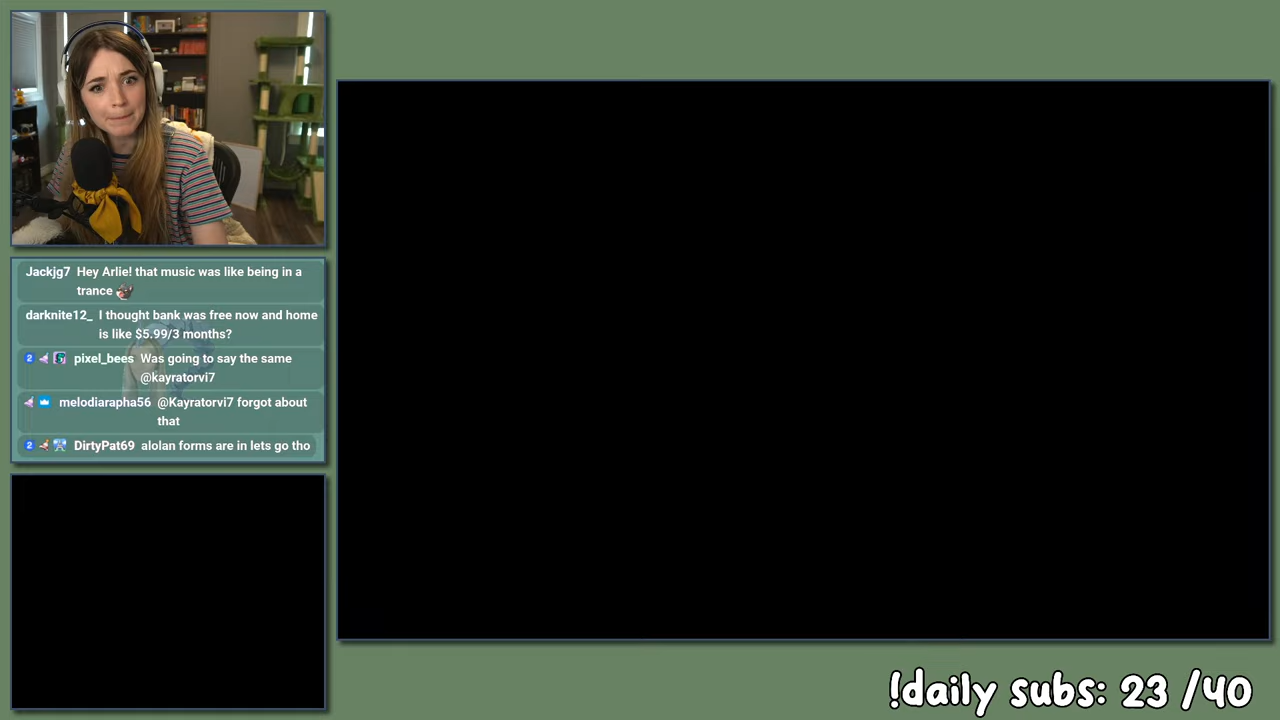 Jackjg7 Hey Arlie! that music was like being in a
trance
darknite12_ I thought bank was free now and home
is like $5.99/3 months?
2 pixel_bees Was going to say the same
@kayratorvi7
melodiarapha56 @Kayratorvi7 forgot about
that
2 DirtyPat69 alolan forms are in lets go tho
!daily subs: 23 /40